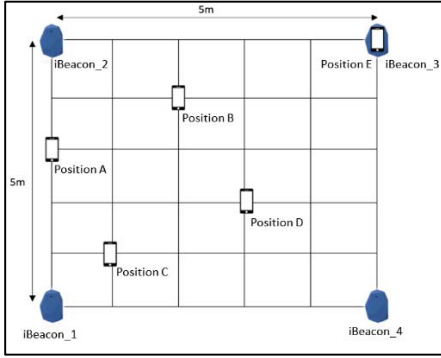 5m
iBeacon_2
Position E iBeacon_3
Position B
Position A
5m
Position D
Position C
iBeacon_1
iBeacon_4